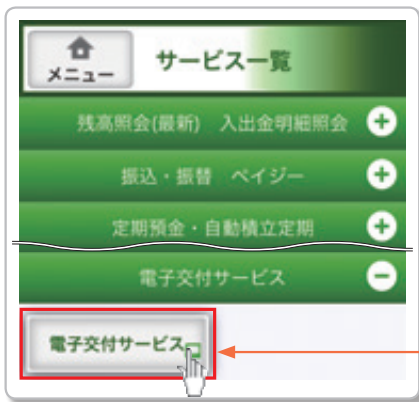 メニュー
サービス一覧
残高照会(最新) 入出金明細照会
振込・振替 ペイジー
定期預金・自動積立定期
電子交付サービス
電子交付サービス